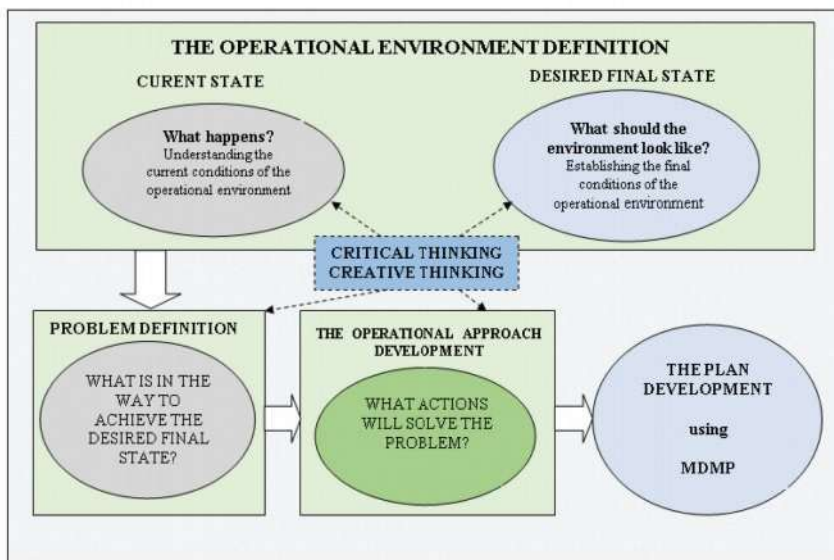 THE OPERATIONAL ENVIRONMENT DEFINITION
CURENT STATE
DESIRED FINAL STATE
What happens?
Understanding the
current conditions of the
operational environment
What should the
environment look like?
Establishing the final
conditions of the
operational environment
CRITICAL THINKING
CREATIVE THINKING
PROBLEM DEFINITION
WHAT IS IN THE
WAY TO
ACHIEVE THE
DESIRED FINAL
STATE?
THE OPERATIONAL APPROACH
DEVELOPMENT
WHAT ACTIONS
WILL SOLVE THE
PROBLEM?
THE PLAN
DEVELOPMENT
using
MDMP